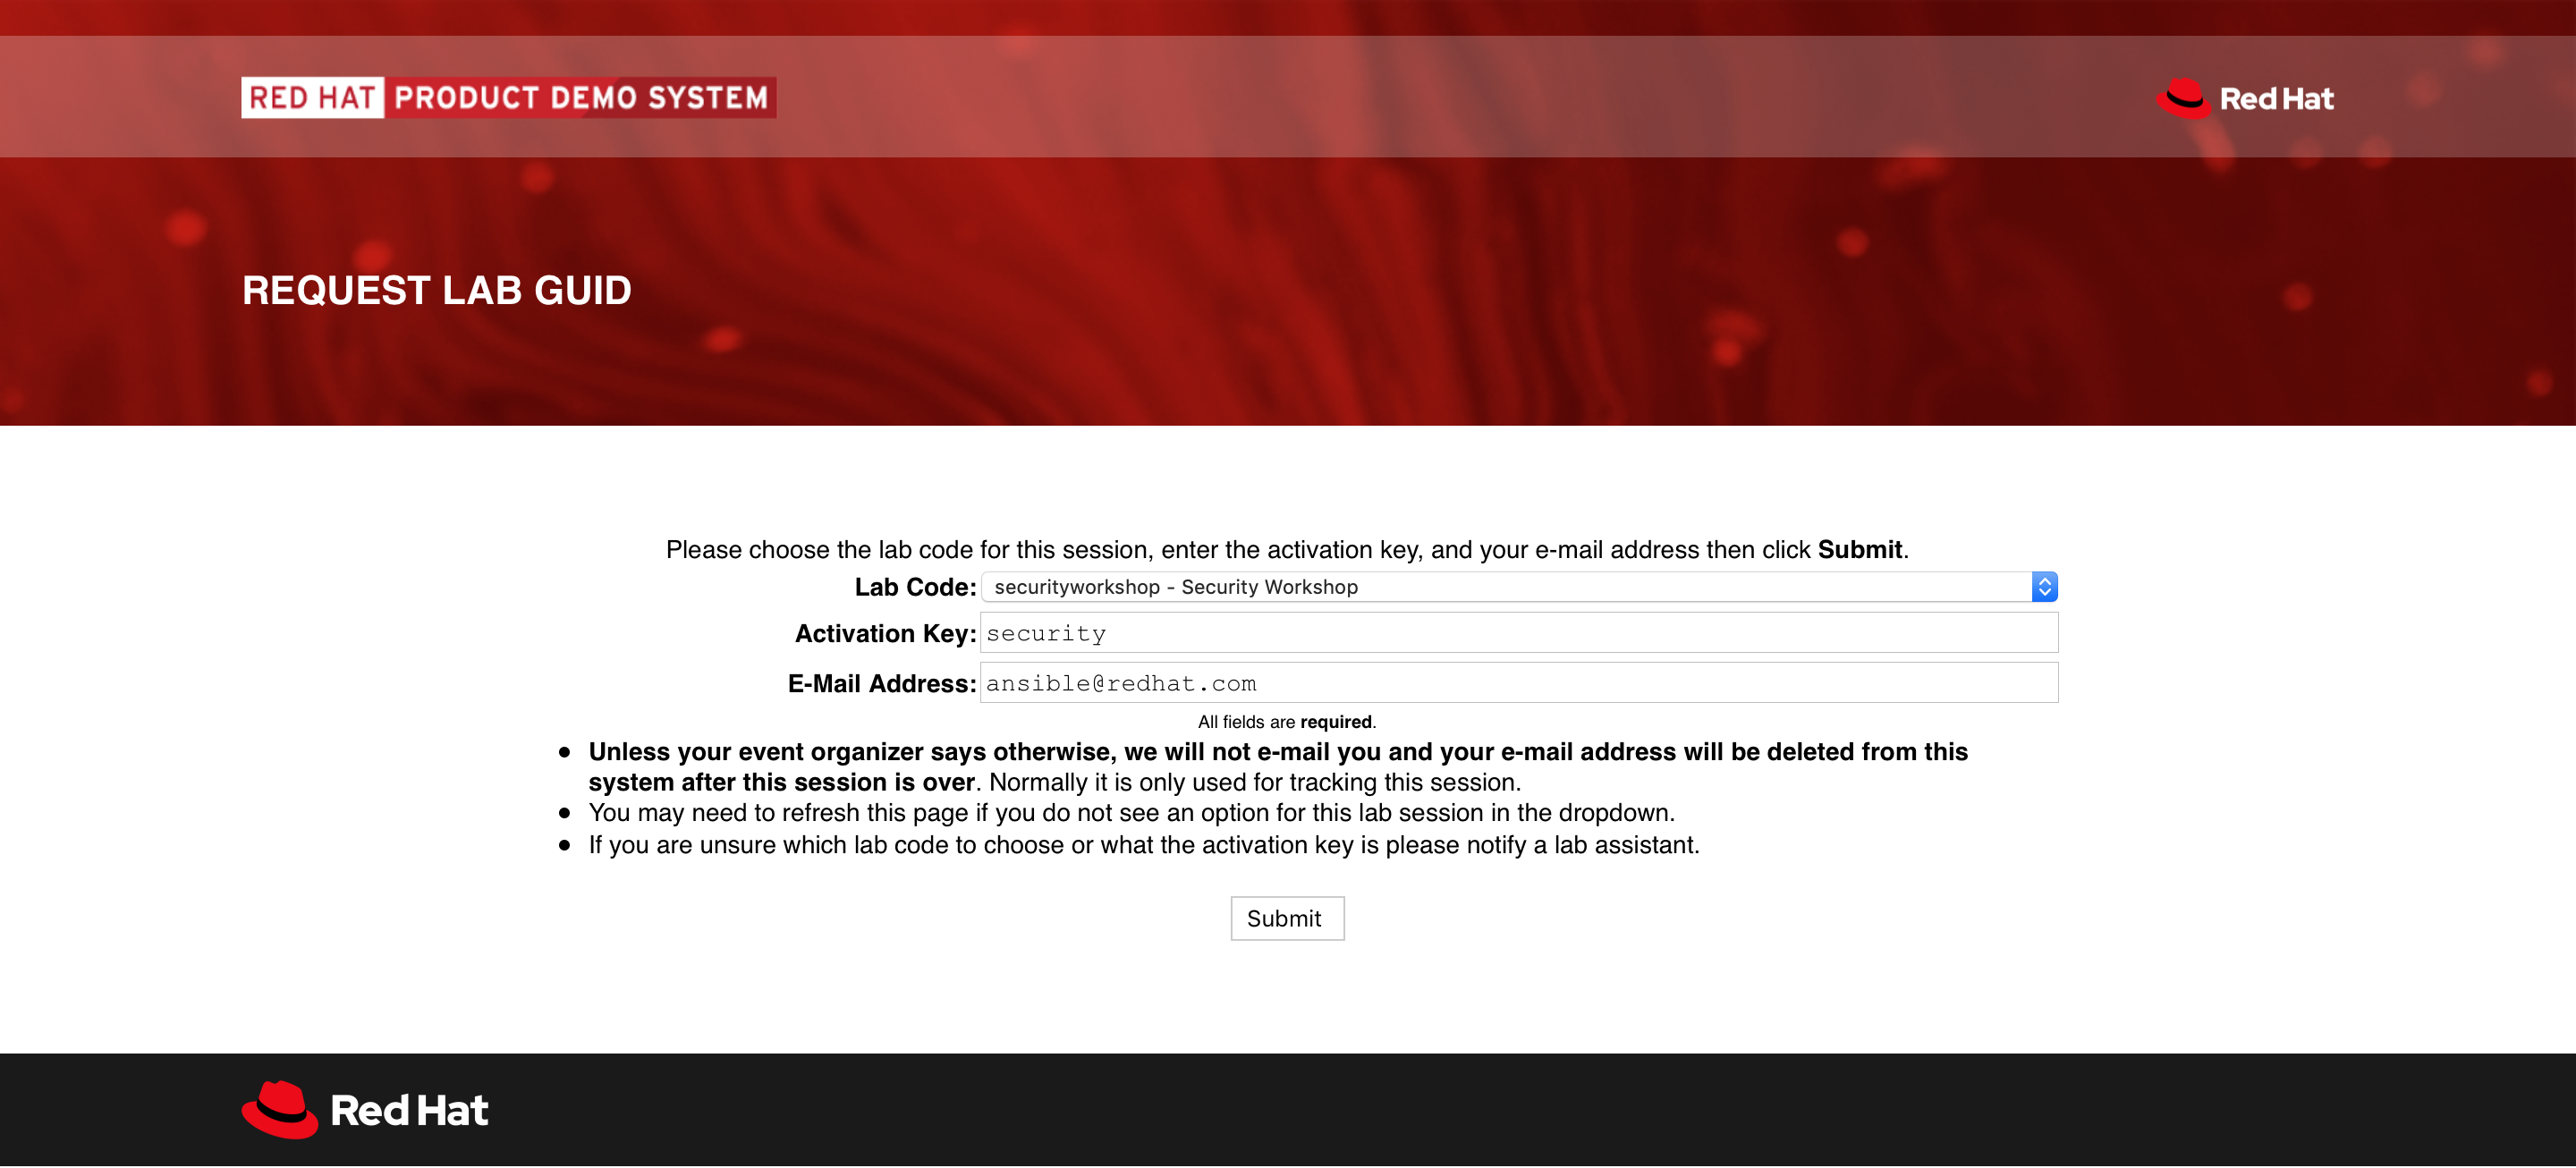 RED HAT PRODUCT DEMO SYSTEM
Red Hat
REQUEST LAB GUID
Please choose the lab code for this session, enter the activation key, and your e-mail address then click Submit.
Lab Code: securityworkshop - Security Workshop
Activation Key: security
E-Mail Address: ansible@redhat.com
All fields are required.
● Unless your event organizer says otherwise, we will not e-mail you and your e-mail address will be deleted from this
system after this session is over. Normally it is only used for tracking this session.
● You may need to refresh this page if you do not see an option for this lab session in the dropdown.
● If you are unsure which lab code to choose or what the activation key is please notify a lab assistant.
Submit
Red Hat